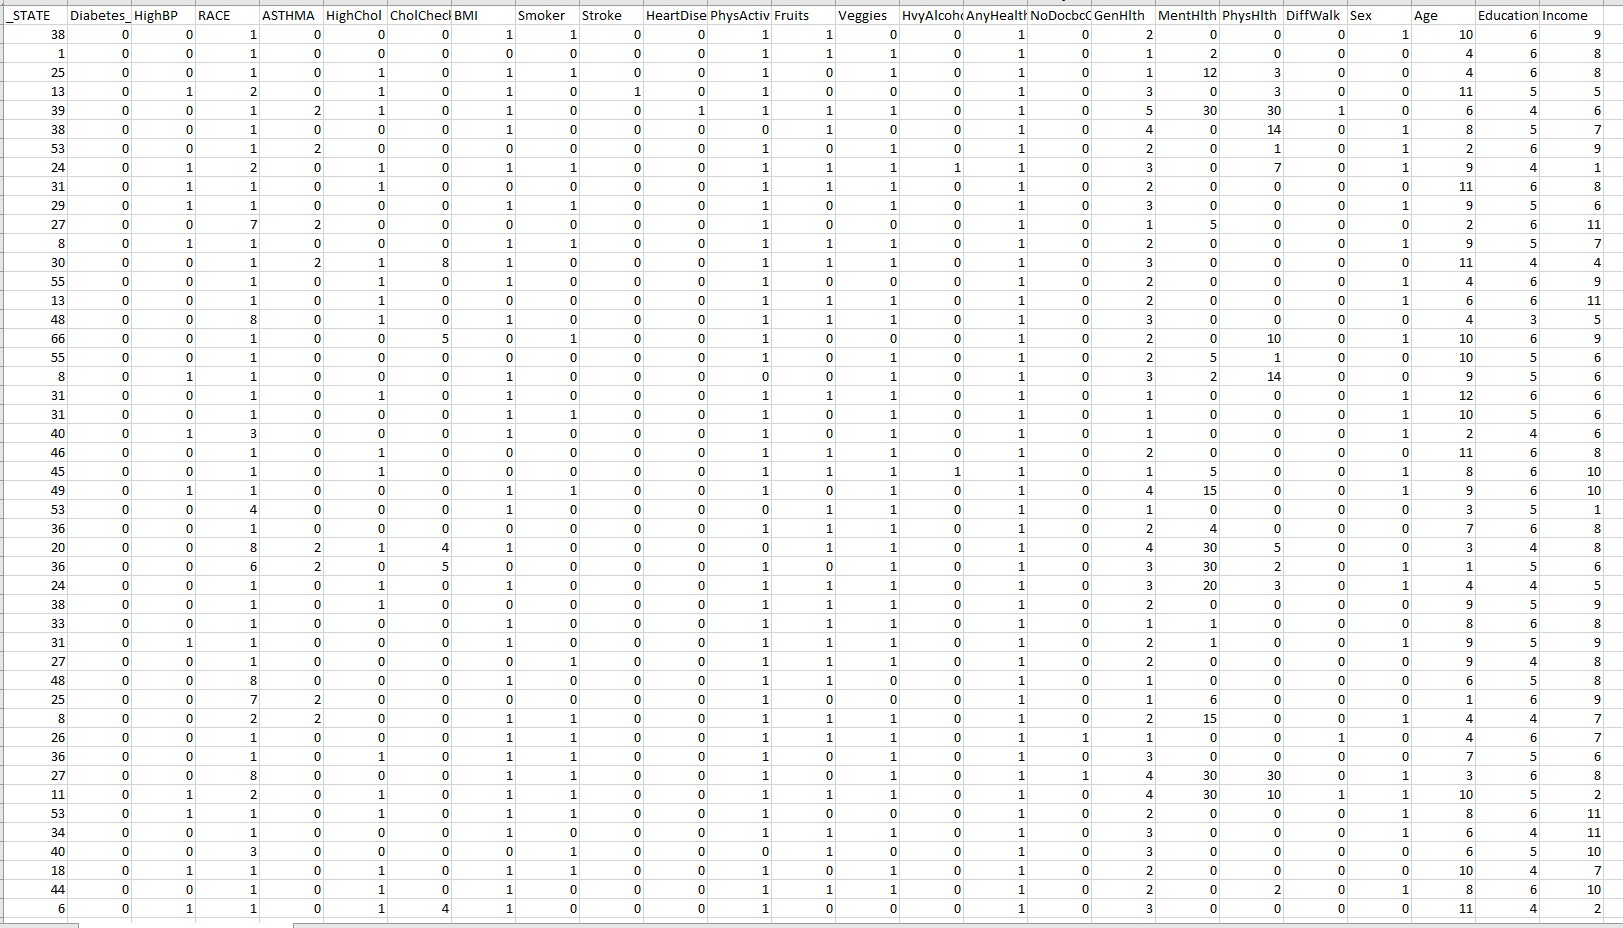 _STATE Diabetes_ HighBP RACE ASTHMA HighChol CholCheck BMI Smoker Stroke HeartDise PhysActiv Fruits Veggies HvyAlcoho AnyHealth NoDocbcC GenHlth MentHlth PhysHlth DiffWalk Sex Age Education Income
38 0 0 1 0 0 0 1 1 0 0 1 1 0 0 1 0 2 0 0 0 1 10 6 9
1 0 0 1 0 0 0 0 0 0 0 1 1 1 0 1 0 1 2 0 0 0 4 6 8
25 0 0 1 0 1 0 1 1 0 0 1 0 1 0 1 0 1 12 3 0 0 4 6 8
13 0 1 2 0 1 0 1 0 1 0 1 0 0 0 1 0 3 0 3 0 0 11 5 5
39 0 0 1 2 1 0 1 0 0 1 1 1 1 0 1 0 5 30 30 1 0 6 4 6
38 0 0 1 0 0 0 1 0 0 0 0 1 0 0 1 0 4 0 14 0 1 8 5 7
53 0 0 1 2 0 0 0 0 0 0 1 0 1 0 1 0 2 0 1 0 1 2 6 9
24 0 1 2 0 1 0 1 1 0 0 1 1 1 1 1 0 3 0 7 0 1 9 4 1
31 0 1 1 0 1 0 0 0 0 0 1 1 1 0 1 0 2 0 0 0 0 11 6 8
29 0 1 1 0 0 0 1 1 0 0 1 0 1 0 1 0 3 0 0 0 1 9 5 6
27 0 0 7 2 0 0 0 0 0 0 1 0 0 0 1 0 1 5 0 0 0 2 6 11
8 0 1 1 0 0 0 1 1 0 0 1 1 1 0 1 0 2 0 0 0 1 9 5 7
30 0 0 1 2 1 8 1 0 0 0 1 1 1 0 1 0 3 0 0 0 0 11 4 4
55 0 0 1 0 1 0 1 0 0 0 1 0 0 0 1 0 2 0 0 0 1 4 6 9
13 0 0 1 0 1 0 0 0 0 0 1 1 1 0 1 0 2 0 0 0 1 6 6 11
48 0 0 8 0 1 0 1 0 0 0 1 1 1 0 1 0 3 0 0 0 0 4 3 5
66 0 0 1 0 0 5 0 1 0 0 1 0 0 0 1 0 2 0 10 0 1 10 6 9
55 0 0 1 0 0 0 0 0 0 0 1 0 1 0 1 0 2 5 1 0 0 10 5 6
8 0 1 1 0 0 0 1 0 0 0 0 0 1 0 1 0 3 2 14 0 0 9 5 6
31 0 0 1 0 1 0 1 0 0 0 1 1 1 0 1 0 1 0 0 0 1 12 6 6
31 0 0 1 0 0 0 1 1 0 0 1 0 1 0 1 0 1 0 0 0 1 10 5 6
40 0 1 3 0 0 0 1 0 0 0 1 0 1 0 1 0 1 0 0 0 1 2 4 6
46 0 0 1 0 1 0 0 0 0 0 1 1 1 0 1 0 2 0 0 0 0 11 6 8
45 0 0 1 0 1 0 0 0 0 0 1 1 1 1 1 0 1 5 0 0 1 8 6 10
49 0 1 1 0 0 0 1 1 0 0 1 0 1 0 1 0 4 15 0 0 1 9 6 10
53 0 0 4 0 0 0 1 0 0 0 0 1 1 0 1 0 1 0 0 0 0 3 5 1
36 0 0 1 0 0 0 0 0 0 0 1 1 1 0 1 0 2 4 0 0 0 7 6 8
20 0 0 8 2 1 4 1 0 0 0 0 1 1 0 1 0 4 30 5 0 0 3 4 8
36 0 0 6 2 0 5 0 0 0 0 1 0 1 0 1 0 3 30 2 0 1 1 5 6
24 0 0 1 0 1 0 1 0 0 0 1 1 1 0 1 0 3 20 3 0 1 4 4 5
38 0 0 1 0 1 0 0 0 0 0 1 1 1 0 1 0 2 0 0 0 0 9 5 9
33 0 0 1 0 0 0 1 0 0 0 1 1 1 0 1 0 1 1 0 0 0 8 6 8
31 0 1 1 0 0 0 1 0 0 0 1 1 1 0 1 0 2 1 0 0 1 9 5 9
27 0 0 1 0 0 0 0 1 0 0 1 1 1 0 1 0 2 0 0 0 0 9 4 8
48 0 0 8 0 0 0 1 0 0 0 1 1 0 0 1 0 1 0 0 0 0 6 5 8
25 0 0 7 2 0 0 0 0 0 0 1 0 0 0 1 0 1 6 0 0 0 1 6 9
8 0 0 2 2 0 0 1 1 0 0 1 1 1 0 1 0 2 15 0 0 1 4 4 7
26 0 0 1 0 0 0 1 1 0 0 1 1 1 0 1 1 1 0 0 1 0 4 6 7
36 0 0 1 0 1 0 1 1 0 0 1 0 1 0 1 0 3 0 0 0 0 7 5 6
27 0 0 8 0 0 0 1 1 0 0 1 0 1 0 1 1 4 30 30 0 1 3 6 8
11 0 1 2 0 1 0 1 1 0 0 1 1 1 0 1 0 4 30 10 1 1 10 5 2
53 0 1 1 0 1 0 1 0 0 0 1 0 0 0 1 0 2 0 0 0 1 8 6 11
34 0 0 1 0 0 0 1 0 0 0 1 1 1 0 1 0 3 0 0 0 1 6 4 11
40 0 0 3 0 0 0 0 1 0 0 0 1 0 0 1 0 3 0 0 0 0 6 5 10
18 0 1 1 0 1 0 1 1 0 0 1 0 1 0 1 0 2 0 0 0 0 10 4 7
44 0 0 1 0 1 0 1 0 0 0 1 1 1 0 1 0 2 0 2 0 1 8 6 10
6 0 1 1 0 1 4 1 0 0 0 1 0 0 0 1 0 3 0 0 0 0 11 4 2